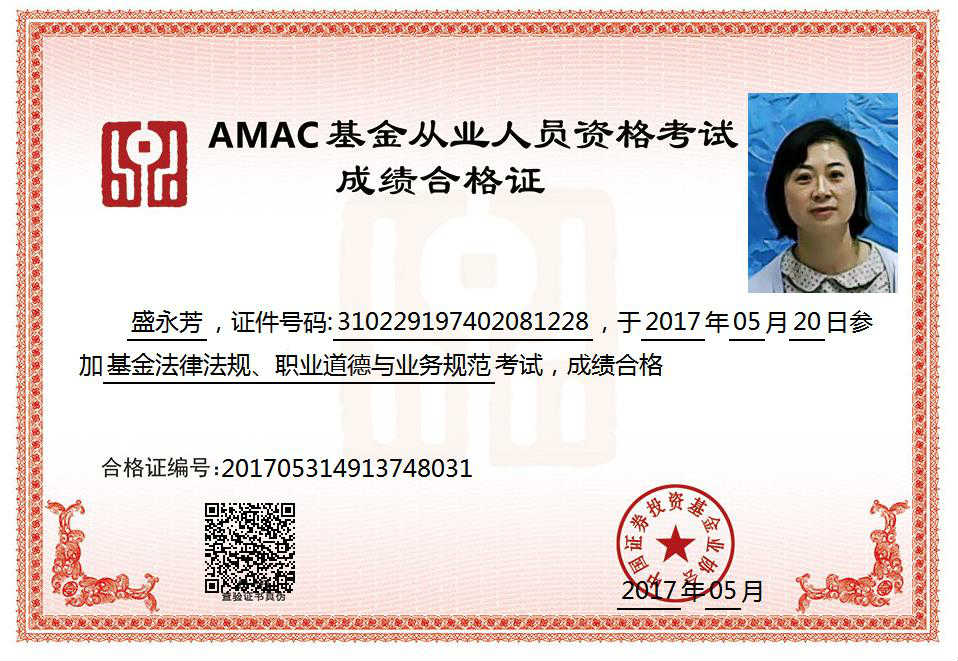 AMAC基金从业人员资格考试
成绩合格证
盛永芳，证件号码:310229197402081228，于2017年05月20日参
加基金法律法规、职业道德与业务规范考试，成绩合格
合格证编号:201705314913748031
查验证书真伪
中国证券投资基金业协会
2017年05月